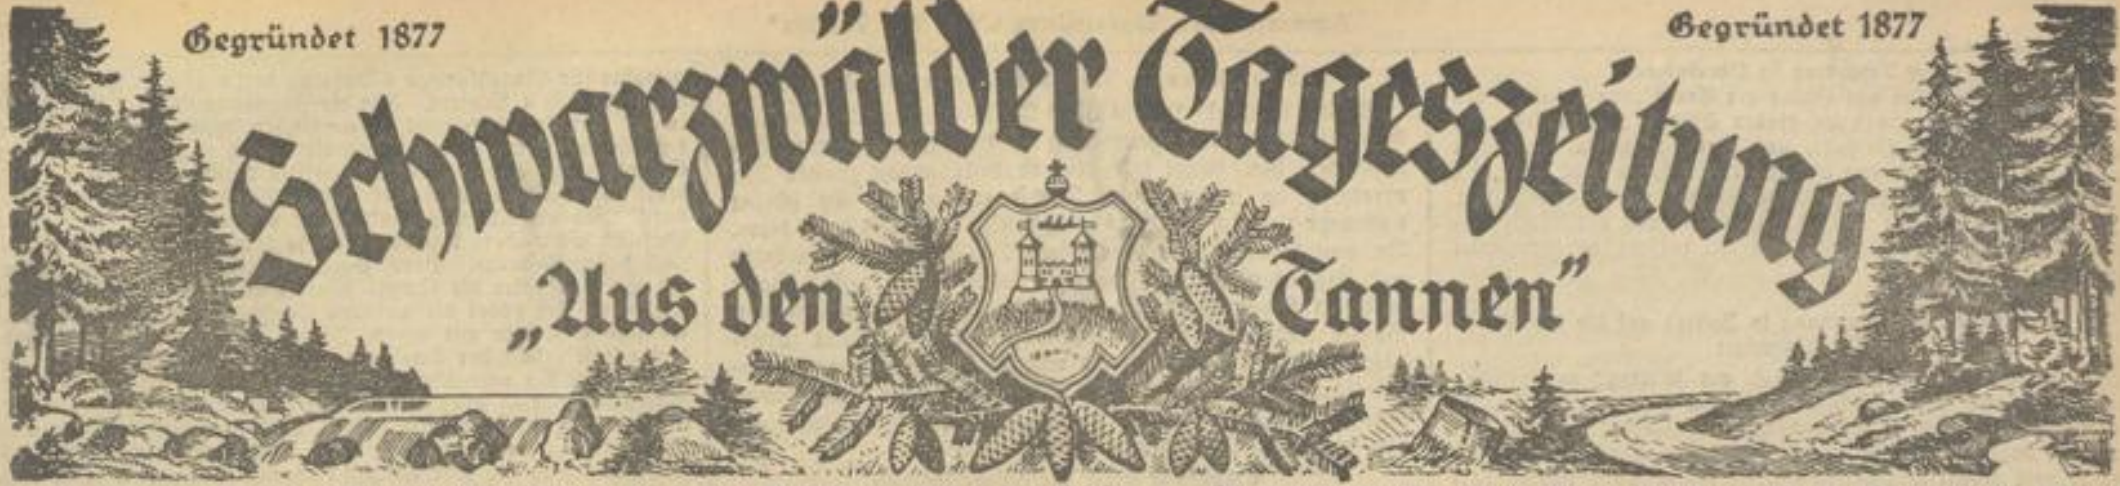 Gegründet 1877
Gegründet 1877
Schwarzwälder Tageszeitung
„Aus den Tannen“